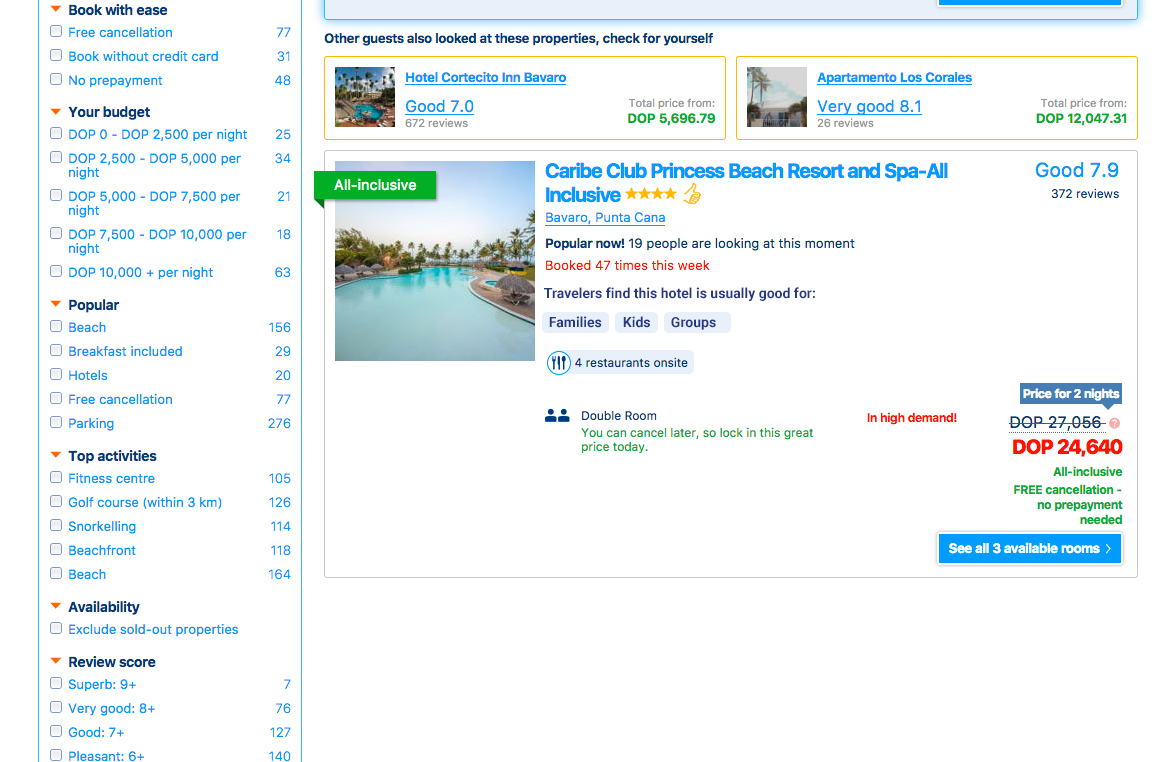 Book with ease
Free cancellation 77
Book without credit card 31
No prepayment 48
Your budget
DOP 0 - DOP 2,500 per night 25
DOP 2,500 - DOP 5,000 per 34
night
DOP 5,000 - DOP 7,500 per 21
night
DOP 7,500 - DOP 10,000 per 18
night
DOP 10,000 + per night 63
Popular
Beach 156
Breakfast included 29
Hotels 20
Free cancellation 77
Parking 276
Top activities
Fitness centre 105
Golf course (within 3 km) 126
Snorkelling 114
Beachfront 118
Beach 164
Availability
Exclude sold-out properties
Review score
Superb: 9+ 7
Very good: 8+ 76
Good: 7+ 127
Pleasant: 6+ 140
Other guests also looked at these properties, check for yourself
Hotel Cortecito Inn Bavaro
Good 7.0
672 reviews
Total price from:
DOP 5,696.79
Apartamento Los Corales
Very good 8.1
26 reviews
Total price from:
DOP 12,047.31
All-inclusive
Caribe Club Princess Beach Resort and Spa-All
Inclusive
Good 7.9
372 reviews
Bavaro, Punta Cana
Popular now! 19 people are looking at this moment
Booked 47 times this week
Travelers find this hotel is usually good for:
Families Kids Groups
4 restaurants onsite
Double Room
You can cancel later, so lock in this great
price today.
In high demand!
Price for 2 nights
DOP 27,056 ?
DOP 24,640
All-inclusive
FREE cancellation -
no prepayment
needed
See all 3 available rooms >